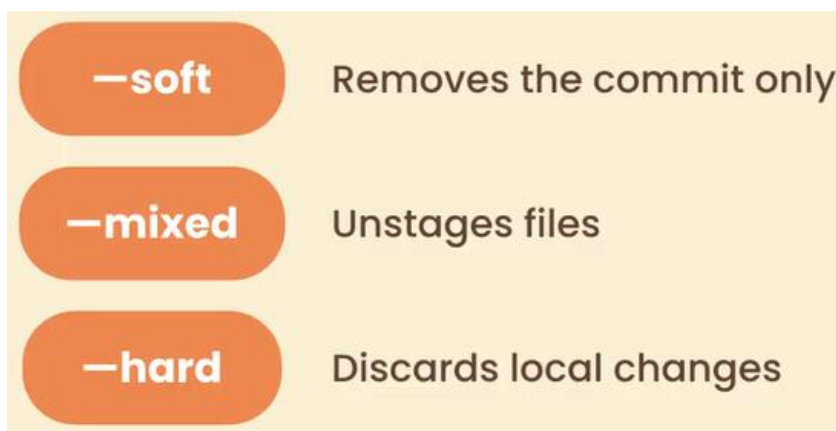 —soft
Removes the commit only
—mixed
Unstages files
—hard
Discards local changes